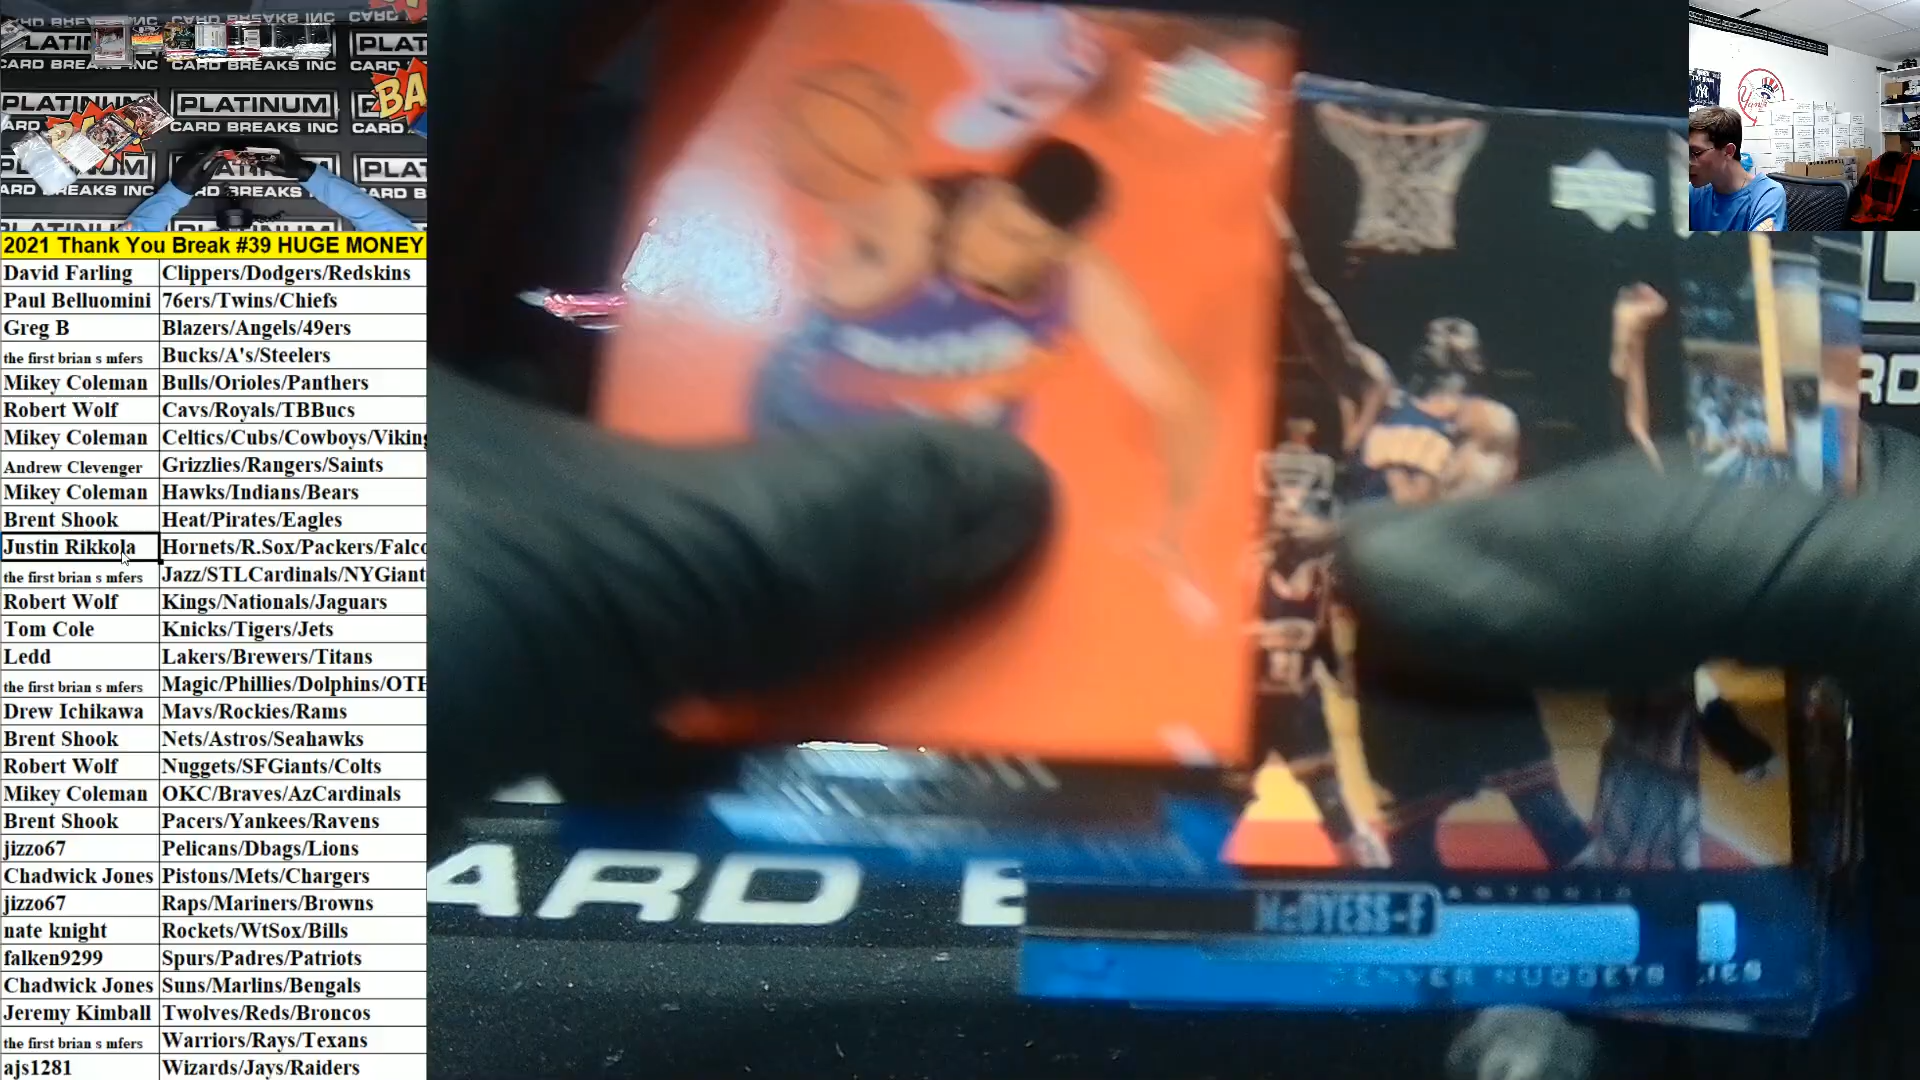 PLATINUM
CARD BREAKS INC
2021 Thank You Break #39 HUGE MONEY
David Farling Clippers/Dodgers/Redskins
Paul Belluomini 76ers/Twins/Chiefs
Greg B Blazers/Angels/49ers
the first brian s mfers Bucks/A's/Steelers
Mikey Coleman Bulls/Orioles/Panthers
Robert Wolf Cavs/Royals/TBBucs
Mikey Coleman Celtics/Cubs/Cowboys/Viking
Andrew Clevenger Grizzlies/Rangers/Saints
Mikey Coleman Hawks/Indians/Bears
Brent Shook Heat/Pirates/Eagles
Justin Rikkola Hornets/R.Sox/Packers/Falco
the first brian s mfers Jazz/STLCardinals/NYGiant
Robert Wolf Kings/Nationals/Jaguars
Tom Cole Knicks/Tigers/Jets
Ledd Lakers/Brewers/Titans
the first brian s mfers Magic/Phillies/Dolphins/OTH
Drew Ichikawa Mavs/Rockies/Rams
Brent Shook Nets/Astros/Seahawks
Robert Wolf Nuggets/SFGiants/Colts
Mikey Coleman OKC/Braves/AzCardinals
Brent Shook Pacers/Yankees/Ravens
jizzo67 Pelicans/Dbags/Lions
Chadwick Jones Pistons/Mets/Chargers
jizzo67 Raps/Mariners/Browns
nate knight Rockets/WtSox/Bills
falken9299 Spurs/Padres/Patriots
Chadwick Jones Suns/Marlins/Bengals
Jeremy Kimball Twolves/Reds/Broncos
the first brian s mfers Warriors/Rays/Texans
ajs1281 Wizards/Jays/Raiders
ARD B
ANTONIO
McDYESS-F
DENVER NUGGETS